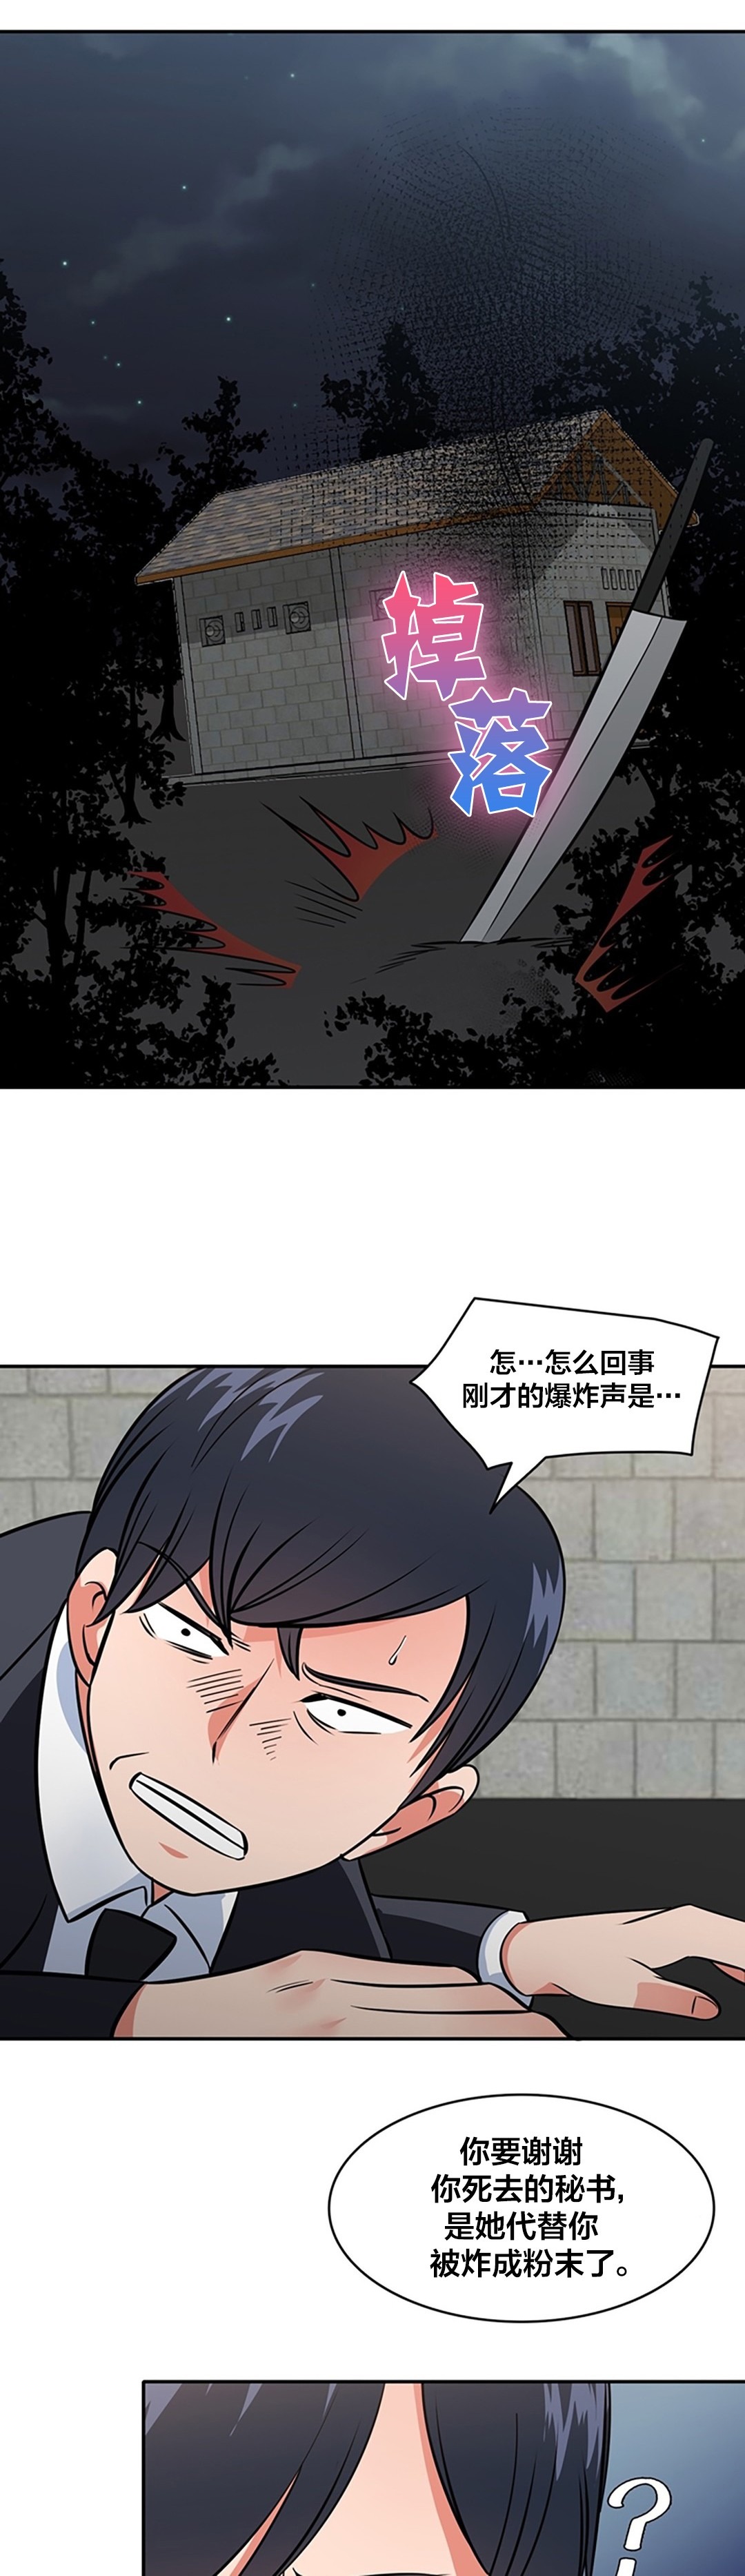 掉
落
怎…怎么回事
刚才的爆炸声是…
你要谢谢
你死去的秘书,
是她代替你
被炸成粉末了。
?